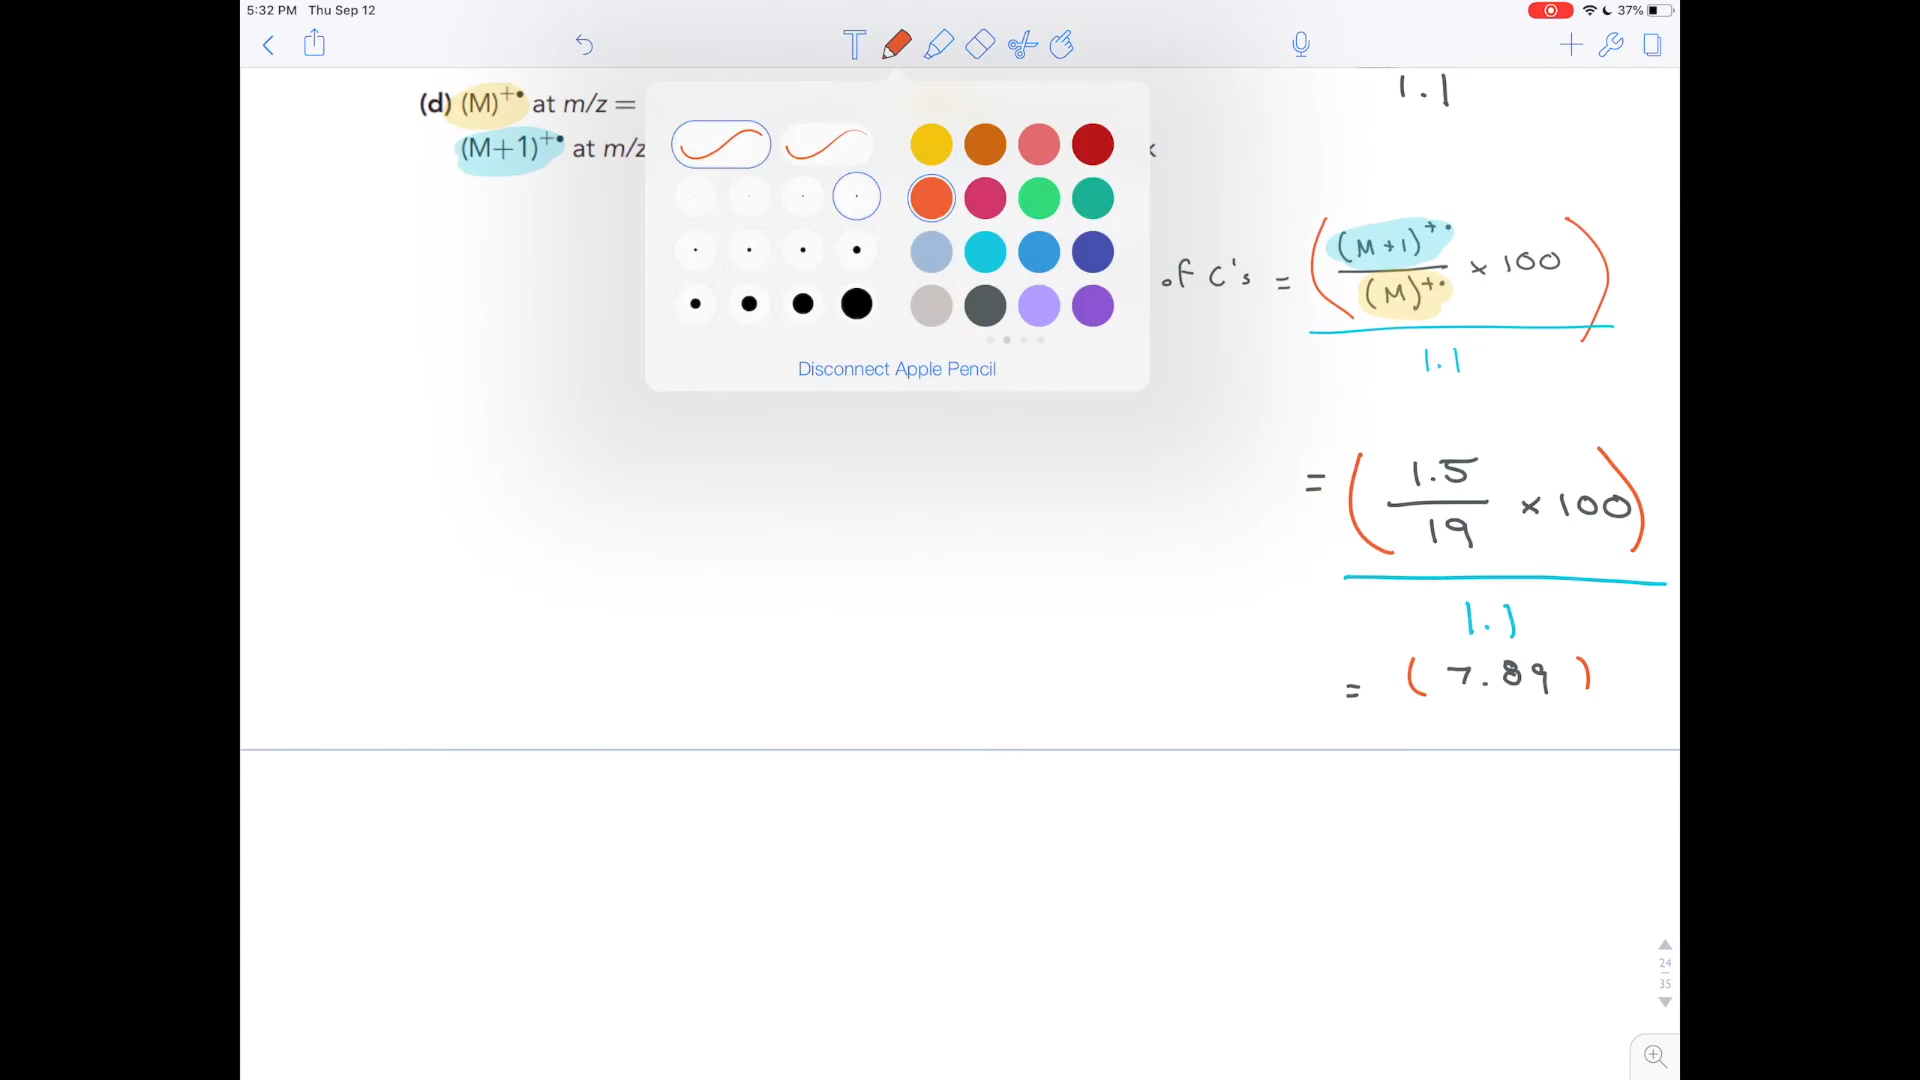 5:32 PM Thu Sep 12
37%
T
1.1
(d) (M)+• at m/z =
(M+1)+• at m/z
of C's = ( (M+1)+• / (M)+• × 100 )
1.1
= ( 1.5 / 19 × 100 )
1.1
= ( 7.89 )
Disconnect Apple Pencil
24
35